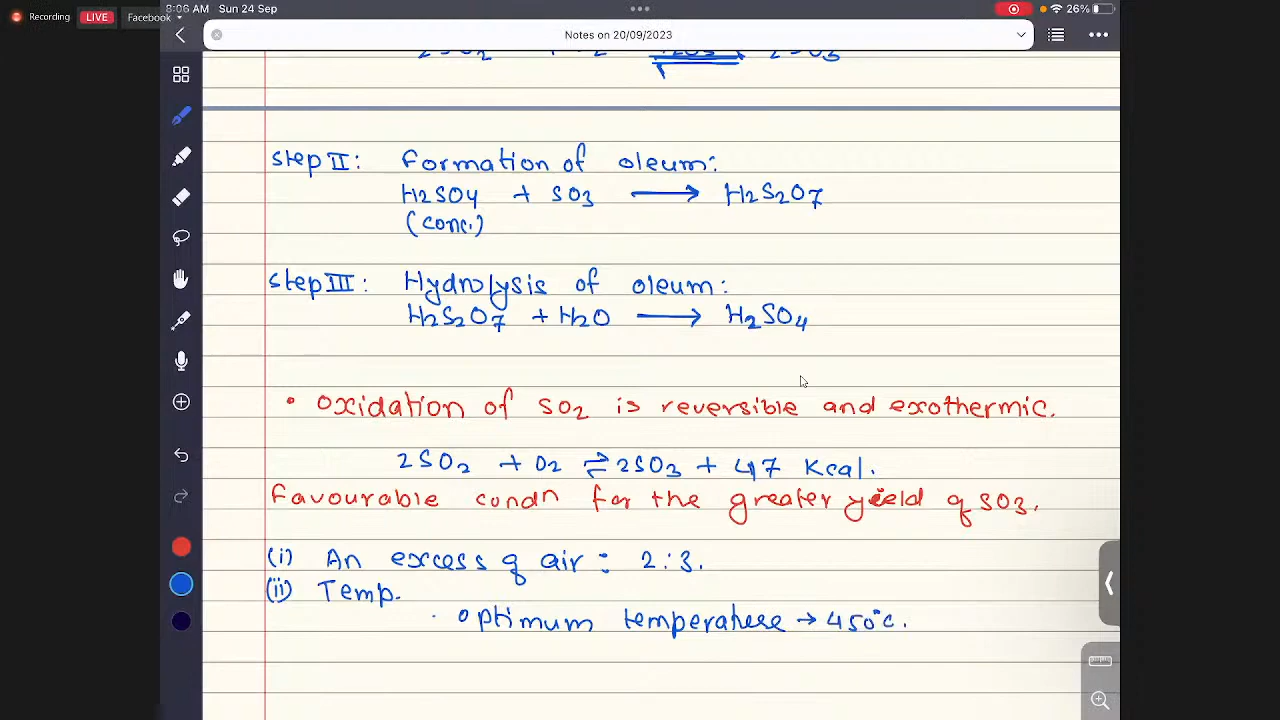 Recording LIVE Facebook
8:06 AM Sun 24 Sep 26%
Notes on 20/09/2023
2SO2 2SO3
Step II: Formation of oleum:
H2SO4 + SO3 ⟶ H2S2O7
(conc.)
Step III: Hydrolysis of oleum:
H2S2O7 + H2O ⟶ H2SO4
• Oxidation of SO2 is reversible and exothermic.
2SO2 + O2 ⇌ 2SO3 + 47 Kcal.
Favourable condn for the greater yield of SO3.
(i) An excess of air: 2:3.
(ii) Temp.
· Optimum temperature → 450°C.